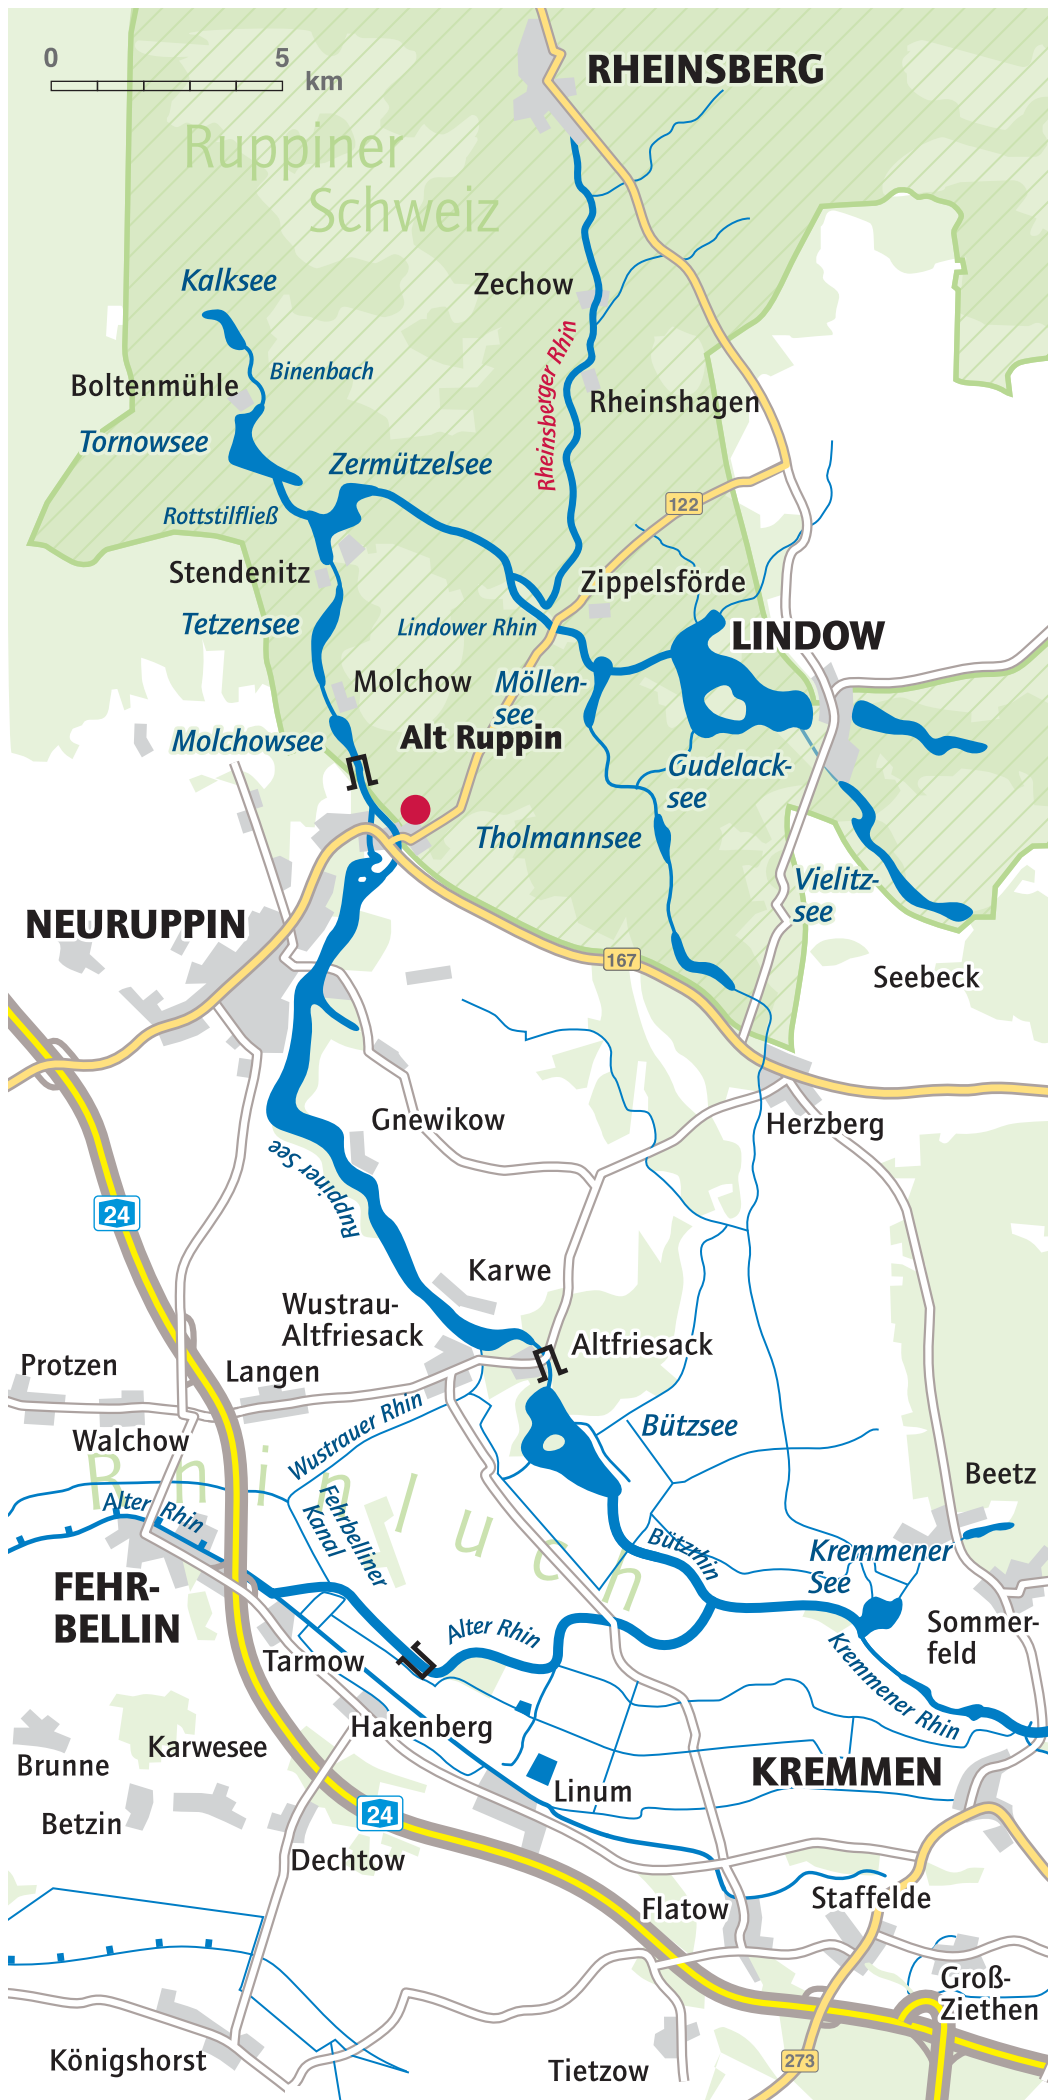 0 5
km
RHEINSBERG
Ruppiner
Schweiz
Kalksee
Zechow
Binenbach
Boltenmühle
Rheinsberger Rhin
Rheinshagen
Tornowsee
Zermützelsee
122
Rottstilfließ
Stendenitz
Zippelsförde
Tetzensee
Lindower Rhin
LINDOW
Molchow
Möllen-
see
Molchowsee
Alt Ruppin
Gudelack-
see
Tholmannsee
Vielitz-
see
NEURUPPIN
167
Seebeck
Gnewikow
Herzberg
Ruppiner See
24
Karwe
Wustrau-
Altfriesack
Altfriesack
Protzen
Langen
Wustrauer Rhin
Bützsee
Walchow
Rhinluch
Beetz
Alter Rhin
Fehrbelliner
Kanal
Bützrhin
Kremmener
See
FEHR-
BELLIN
Alter Rhin
Sommer-
feld
Tarmow
Kremmener Rhin
Hakenberg
Karwesee
Brunne
KREMMEN
Linum
Betzin
24
Dechtow
Staffelde
Flatow
Groß-
Ziethen
Königshorst
Tietzow
273